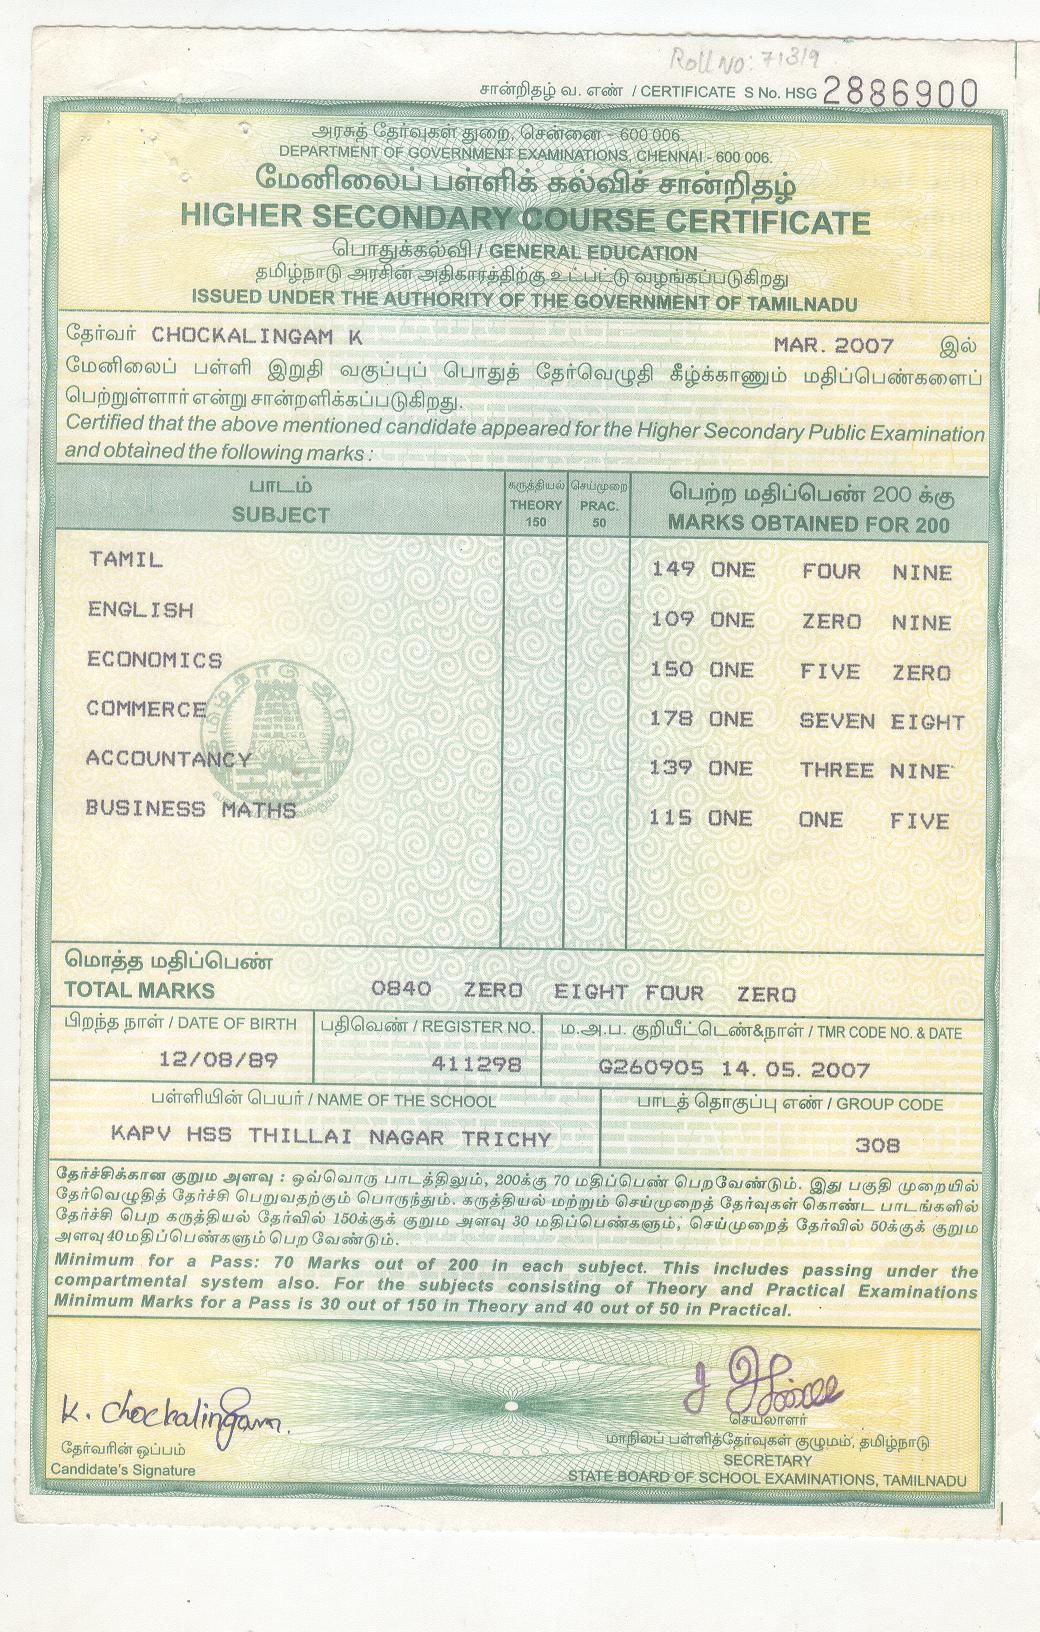 Roll No: 71319
சான்றிதழ் வ. எண் / CERTIFICATE S No. HSG 2886900
அரசுத் தேர்வுகள் துறை, சென்னை - 600 006.
DEPARTMENT OF GOVERNMENT EXAMINATIONS, CHENNAI - 600 006.
மேனிலைப் பள்ளிக் கல்விச் சான்றிதழ்
HIGHER SECONDARY COURSE CERTIFICATE
பொதுக்கல்வி / GENERAL EDUCATION
தமிழ்நாடு அரசின் அதிகாரத்திற்கு உட்பட்டு வழங்கப்படுகிறது
ISSUED UNDER THE AUTHORITY OF THE GOVERNMENT OF TAMILNADU
தேர்வர் CHOCKALINGAM K MAR. 2007 இல்
மேனிலைப் பள்ளி இறுதி வகுப்புப் பொதுத் தேர்வெழுதி கீழ்க்காணும் மதிப்பெண்களைப்
பெற்றுள்ளார் என்று சான்றளிக்கப்படுகிறது.
Certified that the above mentioned candidate appeared for the Higher Secondary Public Examination
and obtained the following marks :
பாடம் கருத்தியல் செய்முறை பெற்ற மதிப்பெண் 200 க்கு
SUBJECT THEORY 150 PRAC. 50 MARKS OBTAINED FOR 200
TAMIL 149 ONE FOUR NINE
ENGLISH 109 ONE ZERO NINE
ECONOMICS 150 ONE FIVE ZERO
COMMERCE 178 ONE SEVEN EIGHT
ACCOUNTANCY 139 ONE THREE NINE
BUSINESS MATHS 115 ONE ONE FIVE
மொத்த மதிப்பெண்
TOTAL MARKS 0840 ZERO EIGHT FOUR ZERO
பிறந்த நாள் / DATE OF BIRTH பதிவெண் / REGISTER NO. ம.அ.ப. குறியீட்டெண்&நாள் / TMR CODE NO. & DATE
12/08/89 411298 G260905 14.05.2007
பள்ளியின் பெயர் / NAME OF THE SCHOOL பாடத் தொகுப்பு எண் / GROUP CODE
KAPV HSS THILLAI NAGAR TRICHY 308
தேர்ச்சிக்கான குறும அளவு : ஒவ்வொரு பாடத்திலும், 200க்கு 70 மதிப்பெண் பெறவேண்டும். இது பகுதி முறையில்
தேர்வெழுதித் தேர்ச்சி பெறுவதற்கும் பொருந்தும். கருத்தியல் மற்றும் செய்முறைத் தேர்வுகள் கொண்ட பாடங்களில்
தேர்ச்சி பெற கருத்தியல் தேர்வில் 150க்குக் குறும அளவு 30 மதிப்பெண்களும், செய்முறைத் தேர்வில் 50க்குக் குறும
அளவு 40 மதிப்பெண்களும் பெற வேண்டும்.
Minimum for a Pass: 70 Marks out of 200 in each subject. This includes passing under the
compartmental system also. For the subjects consisting of Theory and Practical Examinations
Minimum Marks for a Pass is 30 out of 150 in Theory and 40 out of 50 in Practical.
K. Chockalingam.
தேர்வரின் ஒப்பம்
Candidate's Signature
செயலாளர்
மாநிலப் பள்ளித்தேர்வுகள் குழுமம், தமிழ்நாடு
SECRETARY
STATE BOARD OF SCHOOL EXAMINATIONS, TAMILNADU